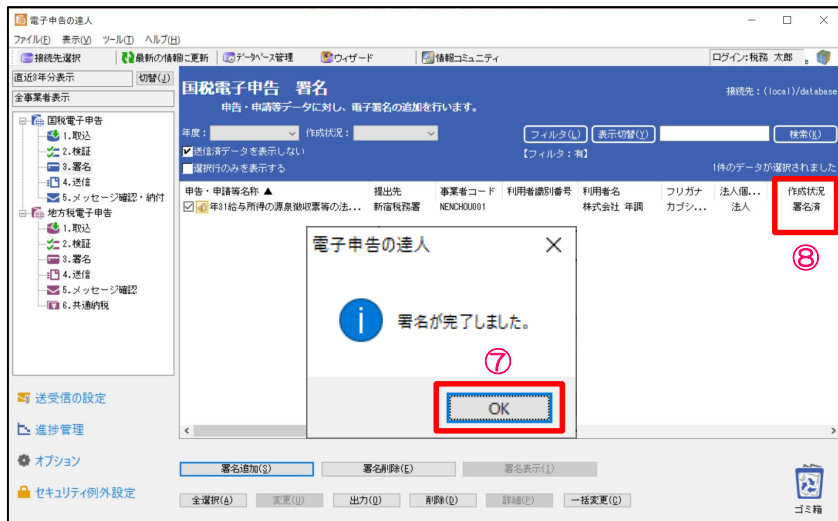 電子申告の達人
ファイル(F) 表示(V) ツール(T) ヘルプ(H)
接続先選択 最新の情報に更新 データベース管理 ウィザード 情報コミュニティ ログイン:税務 太郎
直近3年分表示 切替(J)
全事業者表示
国税電子申告
1.取込
2.検証
3.署名
4.送信
5.メッセージ確認・納付
地方税電子申告
1.取込
2.検証
3.署名
4.送信
5.メッセージ確認
6.共通納税
送受信の設定
進捗管理
オプション
セキュリティ例外設定
国税電子申告 署名
申告・申請等データに対し、電子署名の追加を行います。
接続先:(local)/database
年度: 作成状況: フィルタ(L) 表示切替(Y) 検索(K)
送信済データを表示しない 【フィルタ:有】
選択行のみを表示する 1件のデータが選択されました
申告・申請等名称 ▲ 提出先 事業者コード 利用者識別番号 利用者名 フリガナ 法人個... 作成状況
年31給与所得の源泉徴収票等の法... 新宿税務署 NENCHOU001 株式会社 年調 カブシ... 法人 署名済
⑧
電子申告の達人
署名が完了しました。
⑦
OK
署名追加(S) 署名削除(E) 署名表示(I)
全選択(A) 変更(U) 出力(O) 削除(D) 詳細(P) 一括変更(C)
ゴミ箱